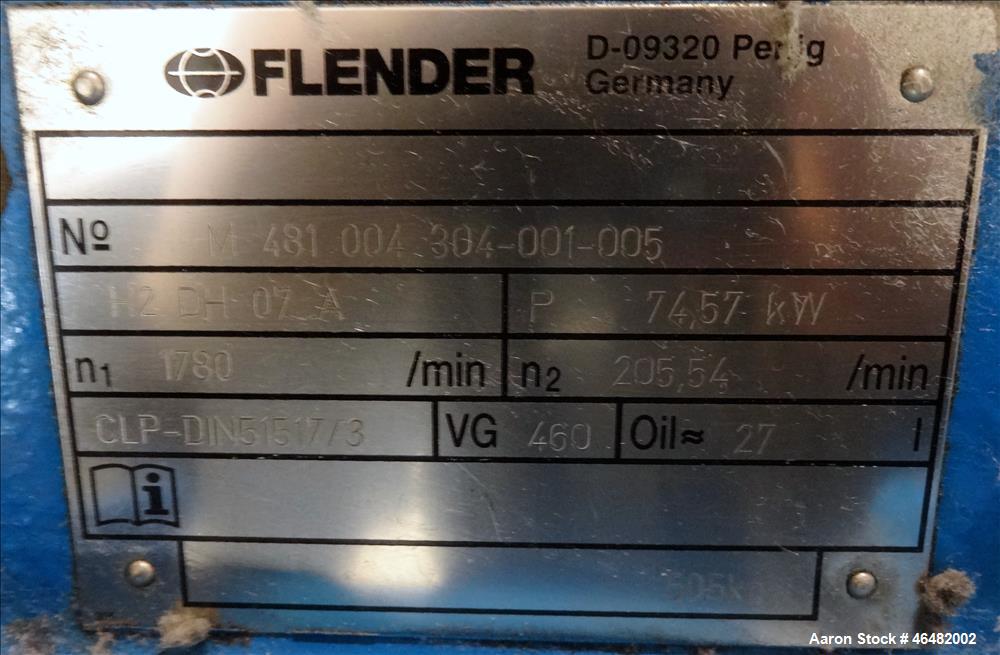 FLENDER
D-09320 Penig
Germany
Nº M 481 004 304-001-005
H2 DH 07 A P 74,57 kW
n1 1780 /min n2 205,54 /min
CLP-DIN51517/3 VG 460 Oil≈ 27 l
i
Aaron Stock # 46482002